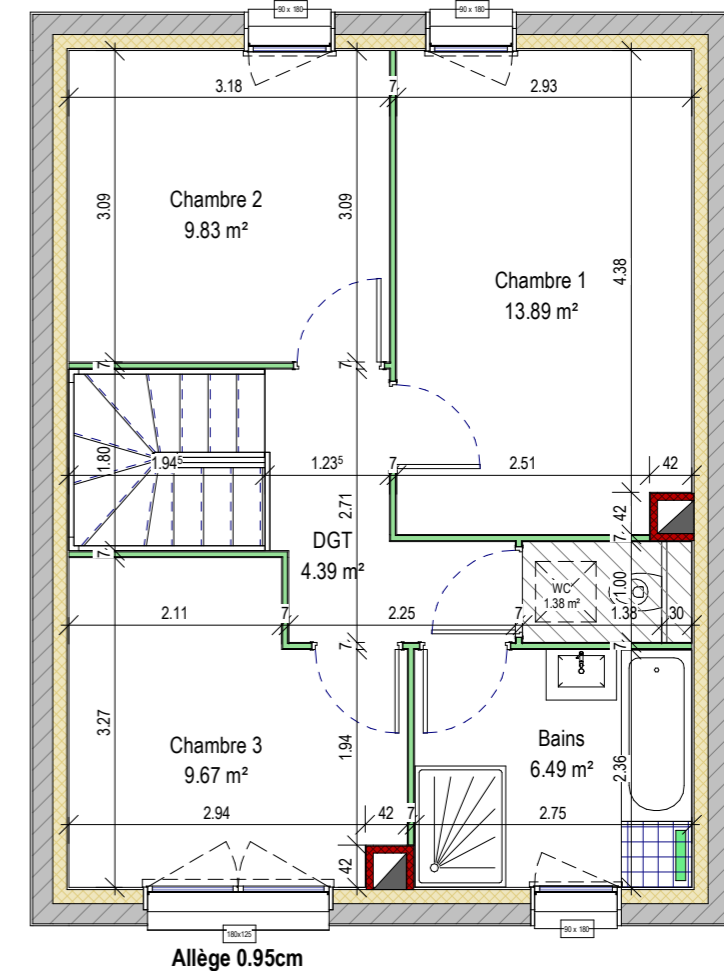 90 x 180
90 x 180
3.18
7
2.93
3.09
3.09
4.38
Chambre 2
9.83 m²
Chambre 1
13.89 m²
7
7
1.80
1.94⁵
1.23⁵
7
2.51
42
2.71
42
DGT
4.39 m²
7
7
WC
1.38 m²
1.00
2.11
7
2.25
7
1.38
30
7
7
3.27
1.94
2.36
Chambre 3
9.67 m²
Bains
6.49 m²
2.94
42
7
2.75
42
180x125
90 x 180
Allège 0.95cm